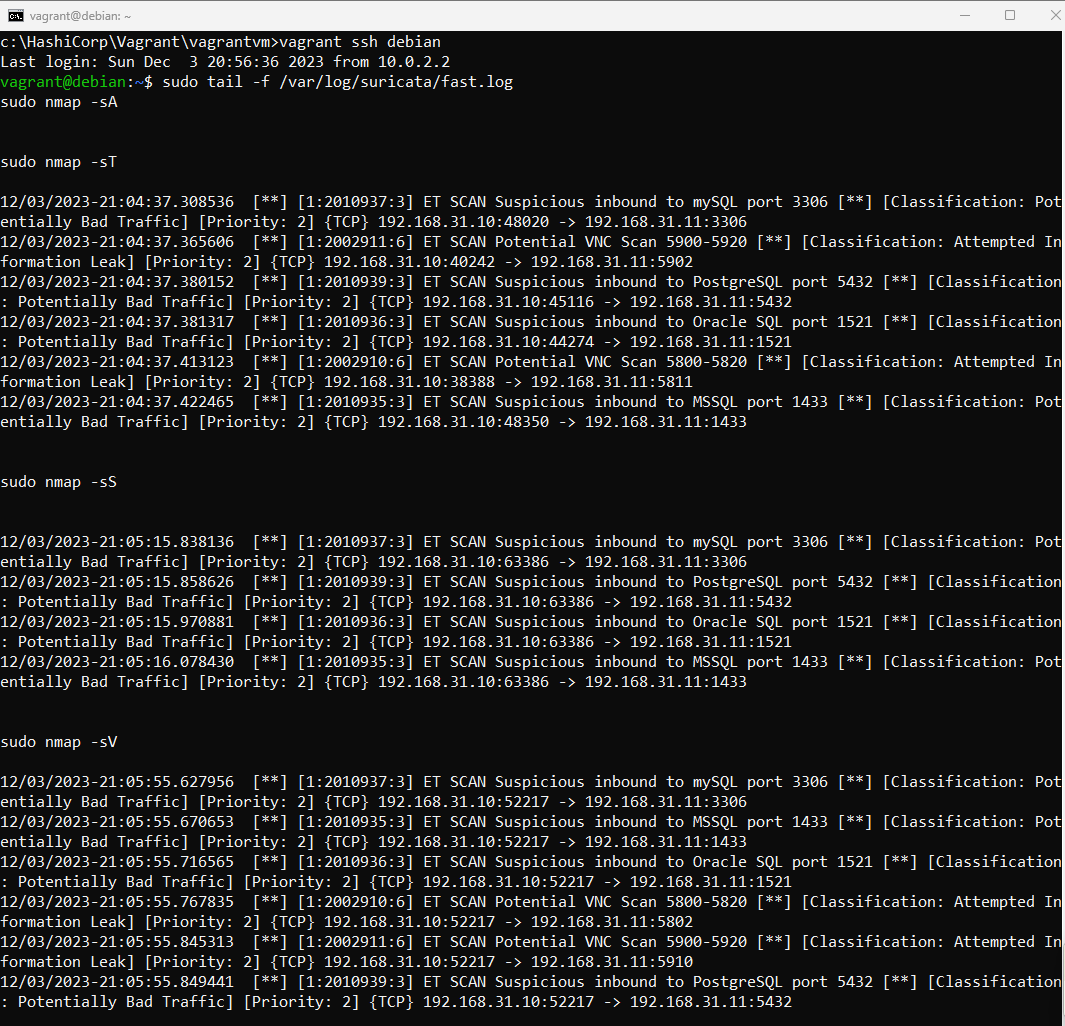 vagrant@debian: ~
c:\HashiCorp\Vagrant\vagrantvm>vagrant ssh debian
Last login: Sun Dec  3 20:56:36 2023 from 10.0.2.2
vagrant@debian:~$ sudo tail -f /var/log/suricata/fast.log
sudo nmap -sA
sudo nmap -sT
12/03/2023-21:04:37.308536  [**] [1:2010937:3] ET SCAN Suspicious inbound to mySQL port 3306 [**] [Classification: Pot
entially Bad Traffic] [Priority: 2] {TCP} 192.168.31.10:48020 -> 192.168.31.11:3306
12/03/2023-21:04:37.365606  [**] [1:2002911:6] ET SCAN Potential VNC Scan 5900-5920 [**] [Classification: Attempted In
formation Leak] [Priority: 2] {TCP} 192.168.31.10:40242 -> 192.168.31.11:5902
12/03/2023-21:04:37.380152  [**] [1:2010939:3] ET SCAN Suspicious inbound to PostgreSQL port 5432 [**] [Classification
: Potentially Bad Traffic] [Priority: 2] {TCP} 192.168.31.10:45116 -> 192.168.31.11:5432
12/03/2023-21:04:37.381317  [**] [1:2010936:3] ET SCAN Suspicious inbound to Oracle SQL port 1521 [**] [Classification
: Potentially Bad Traffic] [Priority: 2] {TCP} 192.168.31.10:44274 -> 192.168.31.11:1521
12/03/2023-21:04:37.413123  [**] [1:2002910:6] ET SCAN Potential VNC Scan 5800-5820 [**] [Classification: Attempted In
formation Leak] [Priority: 2] {TCP} 192.168.31.10:38388 -> 192.168.31.11:5811
12/03/2023-21:04:37.422465  [**] [1:2010935:3] ET SCAN Suspicious inbound to MSSQL port 1433 [**] [Classification: Pot
entially Bad Traffic] [Priority: 2] {TCP} 192.168.31.10:48350 -> 192.168.31.11:1433
sudo nmap -sS
12/03/2023-21:05:15.838136  [**] [1:2010937:3] ET SCAN Suspicious inbound to mySQL port 3306 [**] [Classification: Pot
entially Bad Traffic] [Priority: 2] {TCP} 192.168.31.10:63386 -> 192.168.31.11:3306
12/03/2023-21:05:15.858626  [**] [1:2010939:3] ET SCAN Suspicious inbound to PostgreSQL port 5432 [**] [Classification
: Potentially Bad Traffic] [Priority: 2] {TCP} 192.168.31.10:63386 -> 192.168.31.11:5432
12/03/2023-21:05:15.970881  [**] [1:2010936:3] ET SCAN Suspicious inbound to Oracle SQL port 1521 [**] [Classification
: Potentially Bad Traffic] [Priority: 2] {TCP} 192.168.31.10:63386 -> 192.168.31.11:1521
12/03/2023-21:05:16.078430  [**] [1:2010935:3] ET SCAN Suspicious inbound to MSSQL port 1433 [**] [Classification: Pot
entially Bad Traffic] [Priority: 2] {TCP} 192.168.31.10:63386 -> 192.168.31.11:1433
sudo nmap -sV
12/03/2023-21:05:55.627956  [**] [1:2010937:3] ET SCAN Suspicious inbound to mySQL port 3306 [**] [Classification: Pot
entially Bad Traffic] [Priority: 2] {TCP} 192.168.31.10:52217 -> 192.168.31.11:3306
12/03/2023-21:05:55.670653  [**] [1:2010935:3] ET SCAN Suspicious inbound to MSSQL port 1433 [**] [Classification: Pot
entially Bad Traffic] [Priority: 2] {TCP} 192.168.31.10:52217 -> 192.168.31.11:1433
12/03/2023-21:05:55.716565  [**] [1:2010936:3] ET SCAN Suspicious inbound to Oracle SQL port 1521 [**] [Classification
: Potentially Bad Traffic] [Priority: 2] {TCP} 192.168.31.10:52217 -> 192.168.31.11:1521
12/03/2023-21:05:55.767835  [**] [1:2002910:6] ET SCAN Potential VNC Scan 5800-5820 [**] [Classification: Attempted In
formation Leak] [Priority: 2] {TCP} 192.168.31.10:52217 -> 192.168.31.11:5802
12/03/2023-21:05:55.845313  [**] [1:2002911:6] ET SCAN Potential VNC Scan 5900-5920 [**] [Classification: Attempted In
formation Leak] [Priority: 2] {TCP} 192.168.31.10:52217 -> 192.168.31.11:5910
12/03/2023-21:05:55.849441  [**] [1:2010939:3] ET SCAN Suspicious inbound to PostgreSQL port 5432 [**] [Classification
: Potentially Bad Traffic] [Priority: 2] {TCP} 192.168.31.10:52217 -> 192.168.31.11:5432